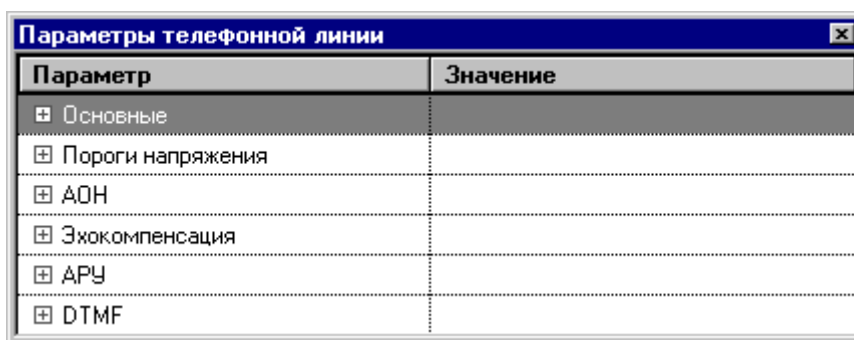 Параметры телефонной линии
Параметр Значение
Основные
Пороги напряжения
АОН
Эхокомпенсация
АРУ
DTMF